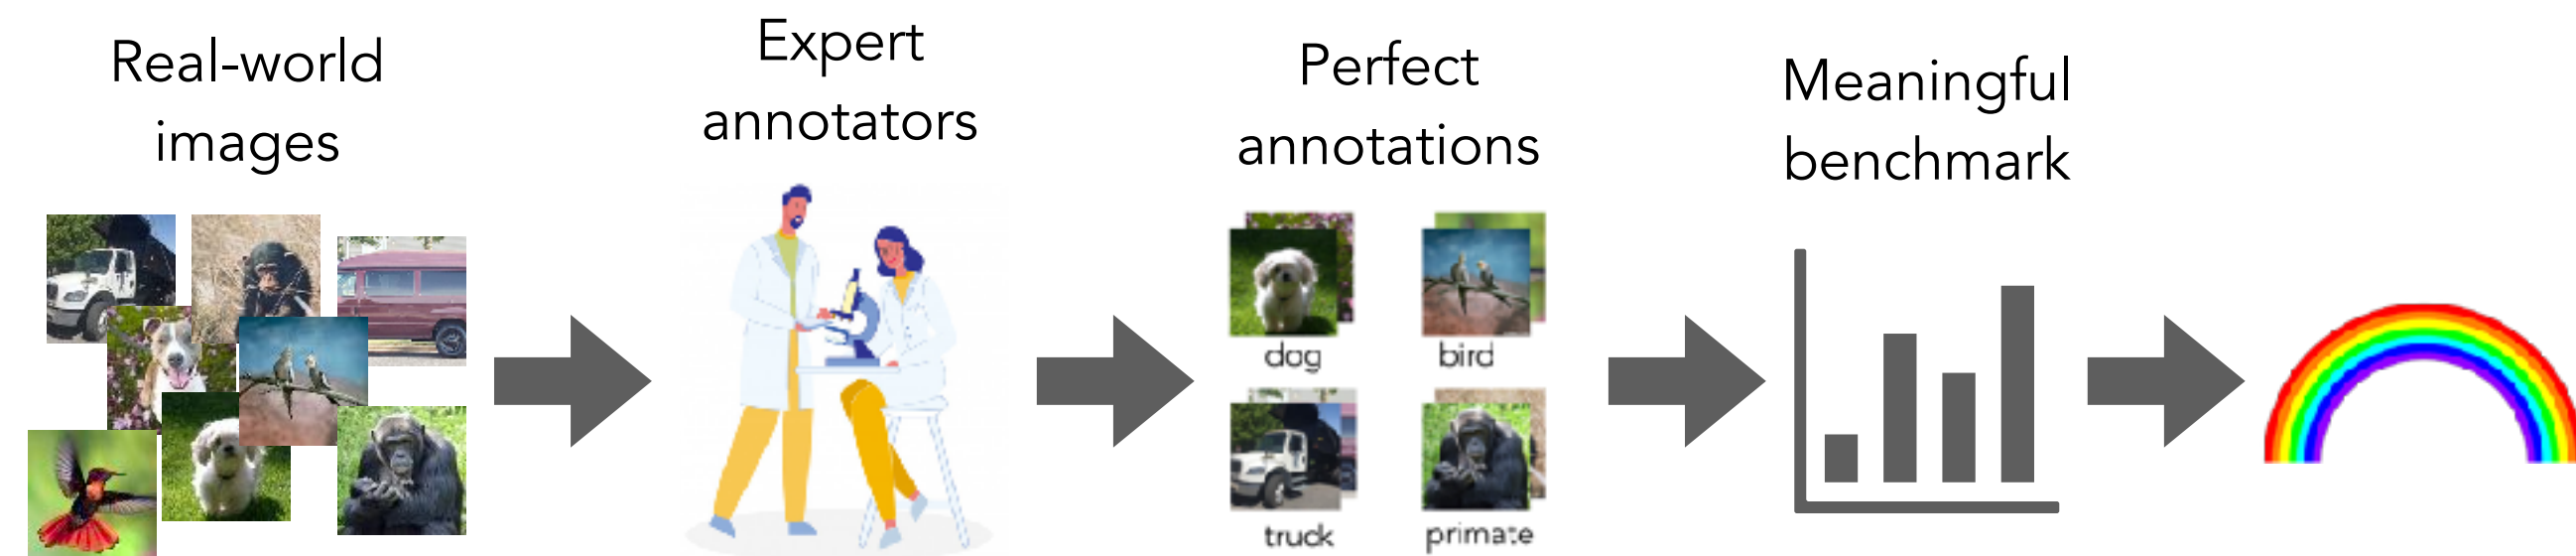 Real-world
images
Expert
annotators
Perfect
annotations
Meaningful
benchmark
dog
bird
truck
primate